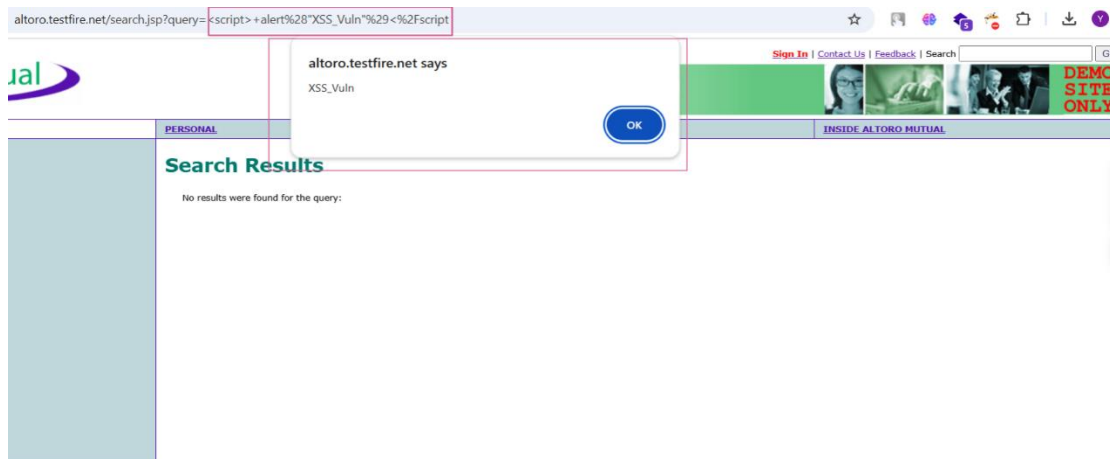 altoro.testfire.net/search.jsp?query=<script>+alert%28"XSS_Vuln"%29<%2Fscript
5
Y
ual
altoro.testfire.net says
XSS_Vuln
OK
Sign In | Contact Us | Feedback | Search
G
DEMO
SITE
ONLY
PERSONAL
INSIDE ALTORO MUTUAL
Search Results
No results were found for the query: